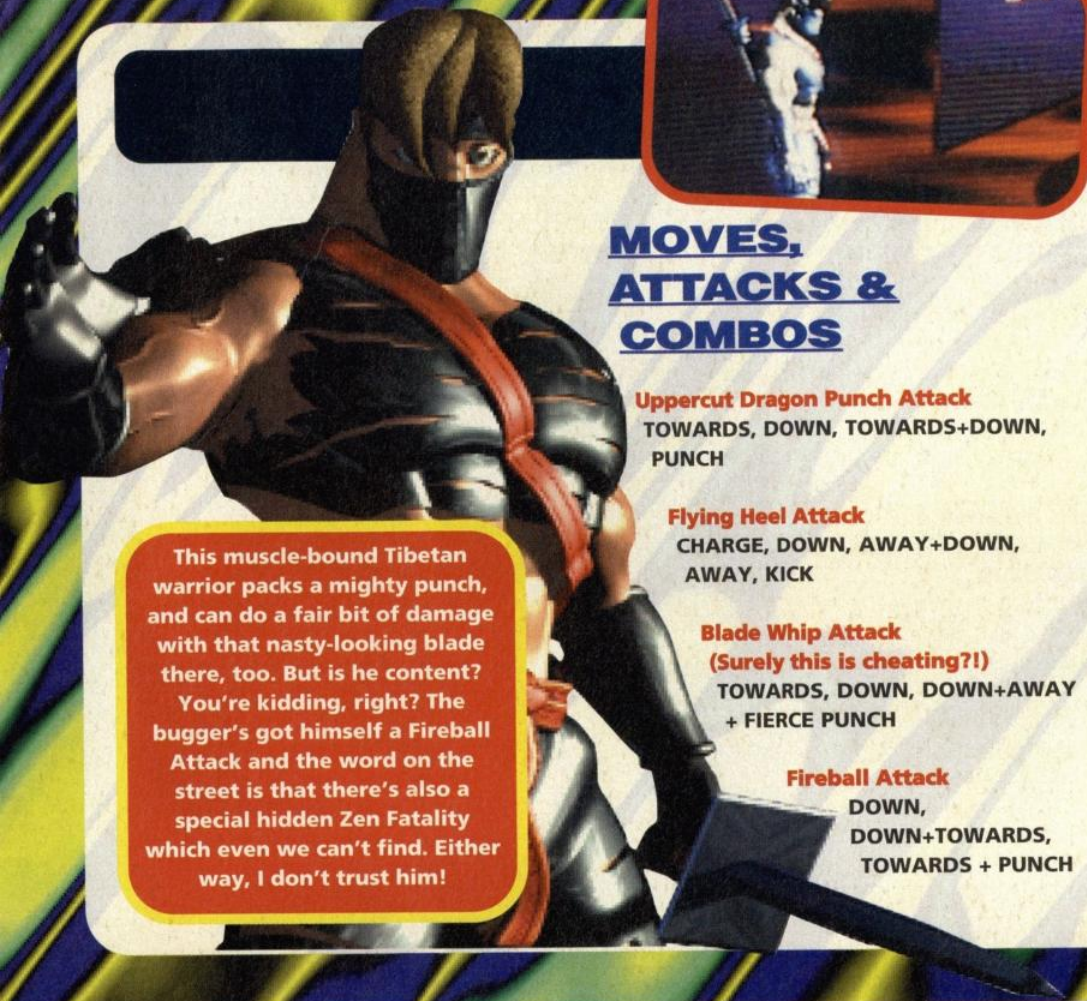 MOVES,
ATTACKS &
COMBOS
Uppercut Dragon Punch Attack
TOWARDS, DOWN, TOWARDS+DOWN,
PUNCH
Flying Heel Attack
CHARGE, DOWN, AWAY+DOWN,
AWAY, KICK
Blade Whip Attack
(Surely this is cheating?!)
TOWARDS, DOWN, DOWN+AWAY
+ FIERCE PUNCH
Fireball Attack
DOWN,
DOWN+TOWARDS,
TOWARDS + PUNCH
This muscle-bound Tibetan
warrior packs a mighty punch,
and can do a fair bit of damage
with that nasty-looking blade
there, too. But is he content?
You're kidding, right? The
bugger's got himself a Fireball
Attack and the word on the
street is that there's also a
special hidden Zen Fatality
which even we can't find. Either
way, I don't trust him!